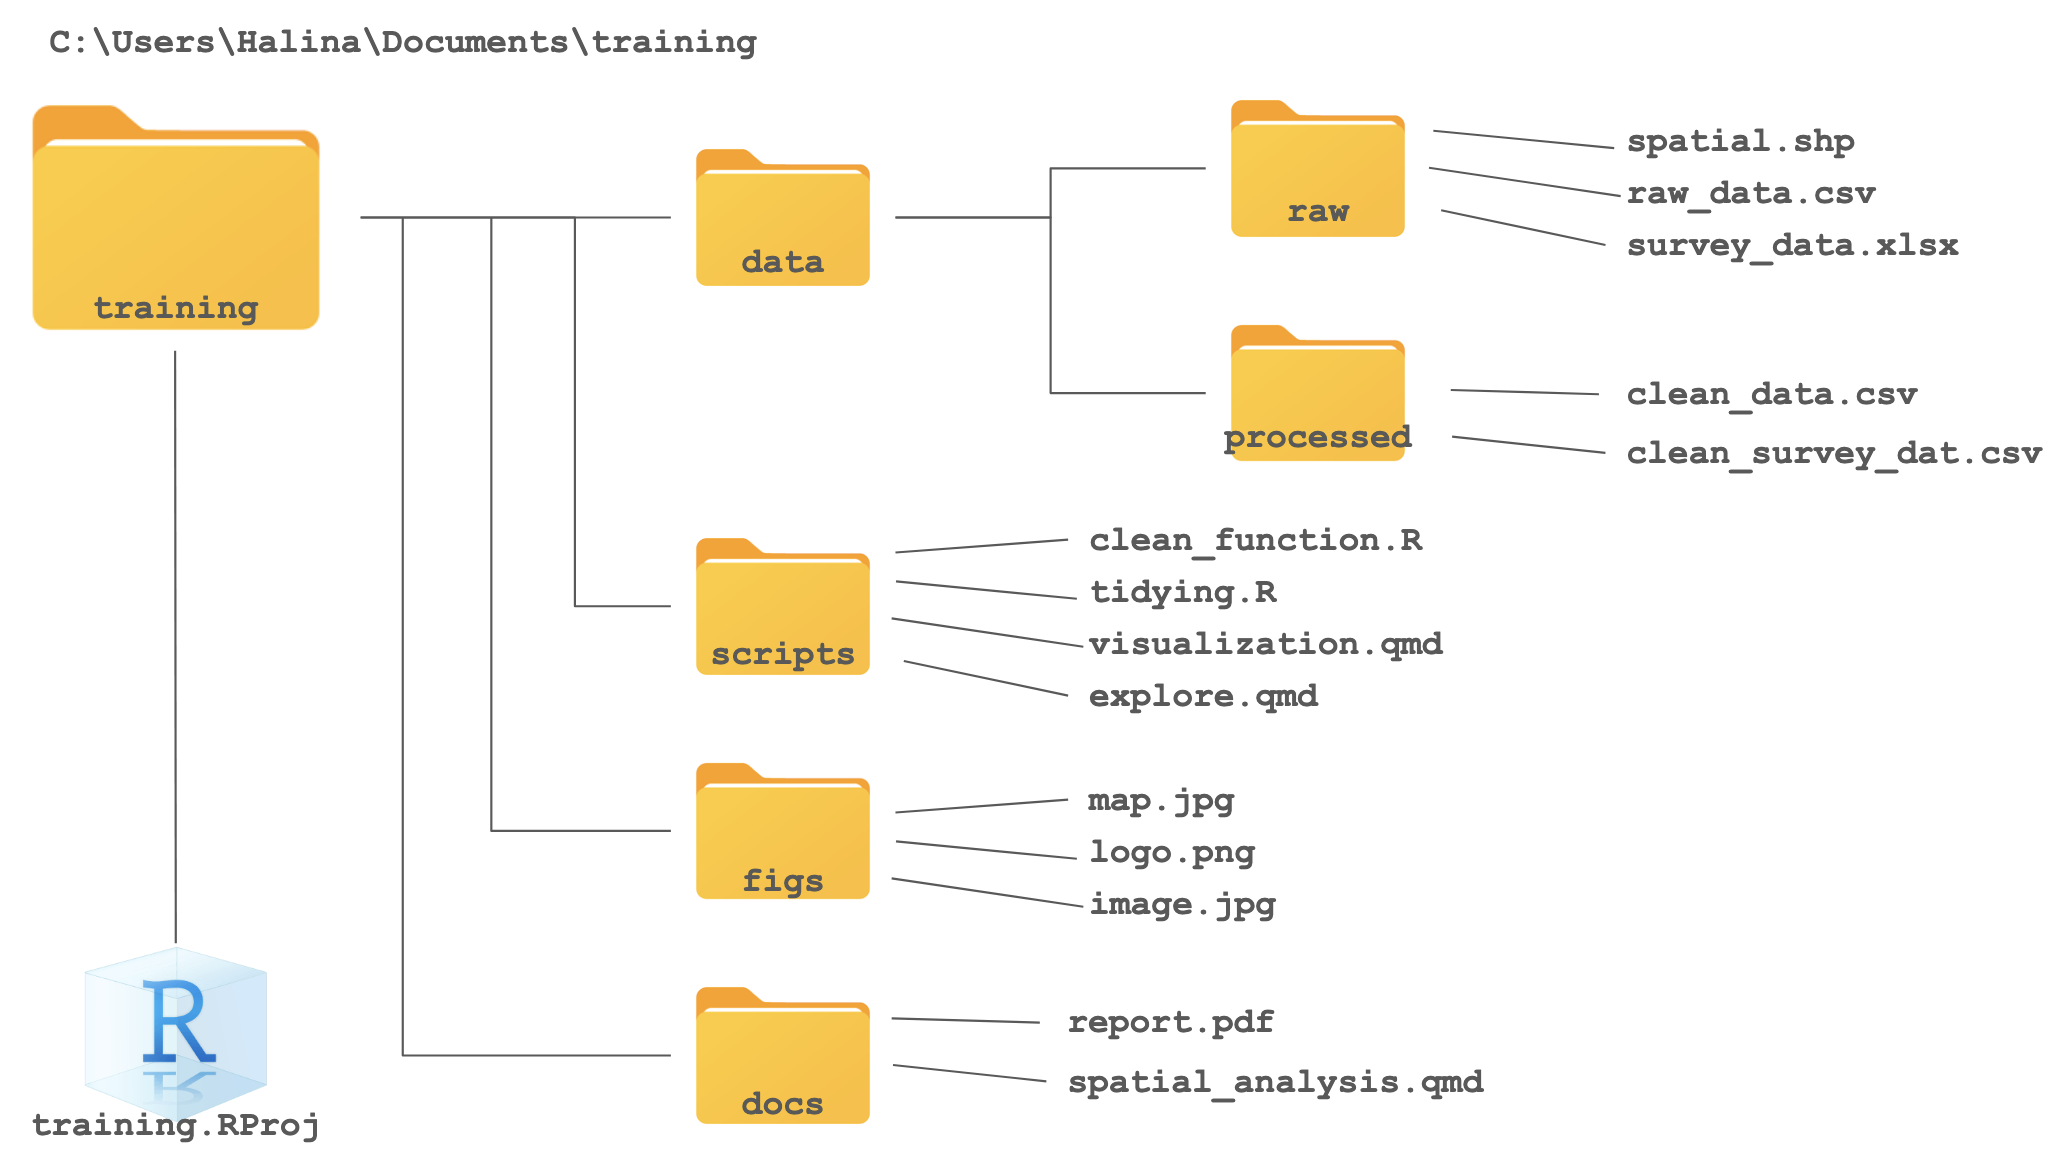 C:\Users\Halina\Documents\training
training
data
raw
spatial.shp
raw_data.csv
survey_data.xlsx
processed
clean_data.csv
clean_survey_dat.csv
scripts
clean_function.R
tidying.R
visualization.qmd
explore.qmd
figs
map.jpg
logo.png
image.jpg
docs
report.pdf
spatial_analysis.qmd
R
training.RProj